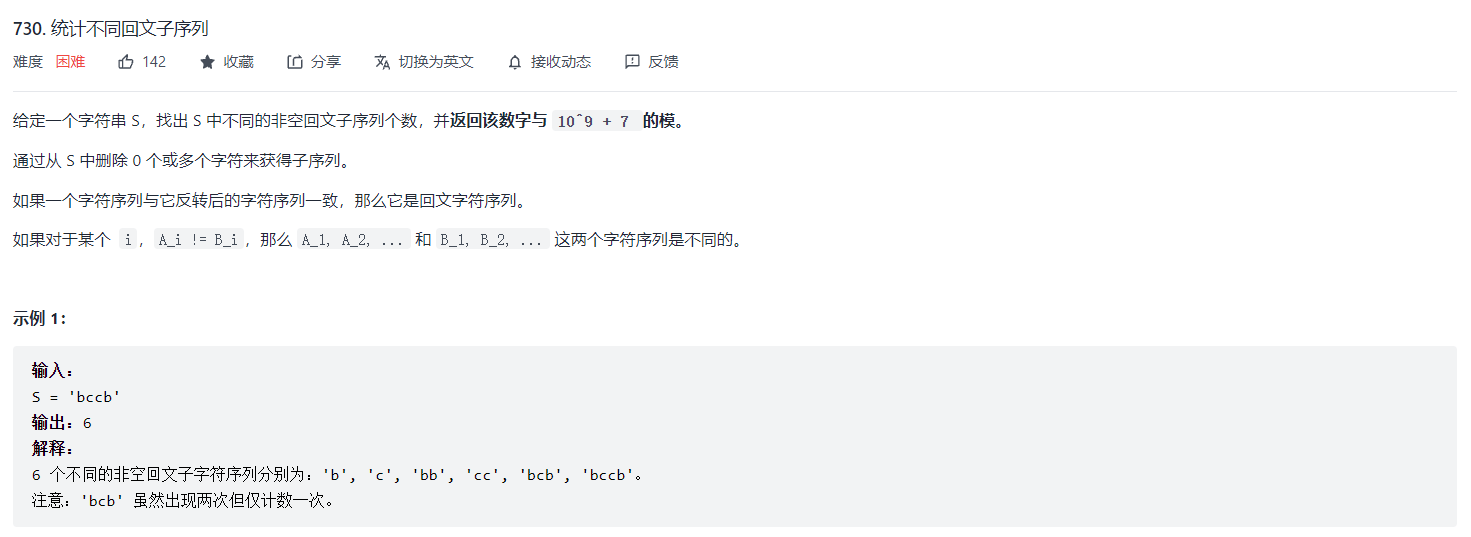 730. 统计不同回文子序列
难度 困难 142 收藏 分享 切换为英文 接收动态 反馈
给定一个字符串 S，找出 S 中不同的非空回文子序列个数，并返回该数字与 10^9 + 7 的模。
通过从 S 中删除 0 个或多个字符来获得子序列。
如果一个字符序列与它反转后的字符序列一致，那么它是回文字符序列。
如果对于某个 i，A_i != B_i，那么 A_1, A_2, ... 和 B_1, B_2, ... 这两个字符序列是不同的。
示例 1：
输入：
S = 'bccb'
输出：6
解释：
6 个不同的非空回文子字符序列分别为：'b', 'c', 'bb', 'cc', 'bcb', 'bccb'。
注意：'bcb' 虽然出现两次但仅计数一次。